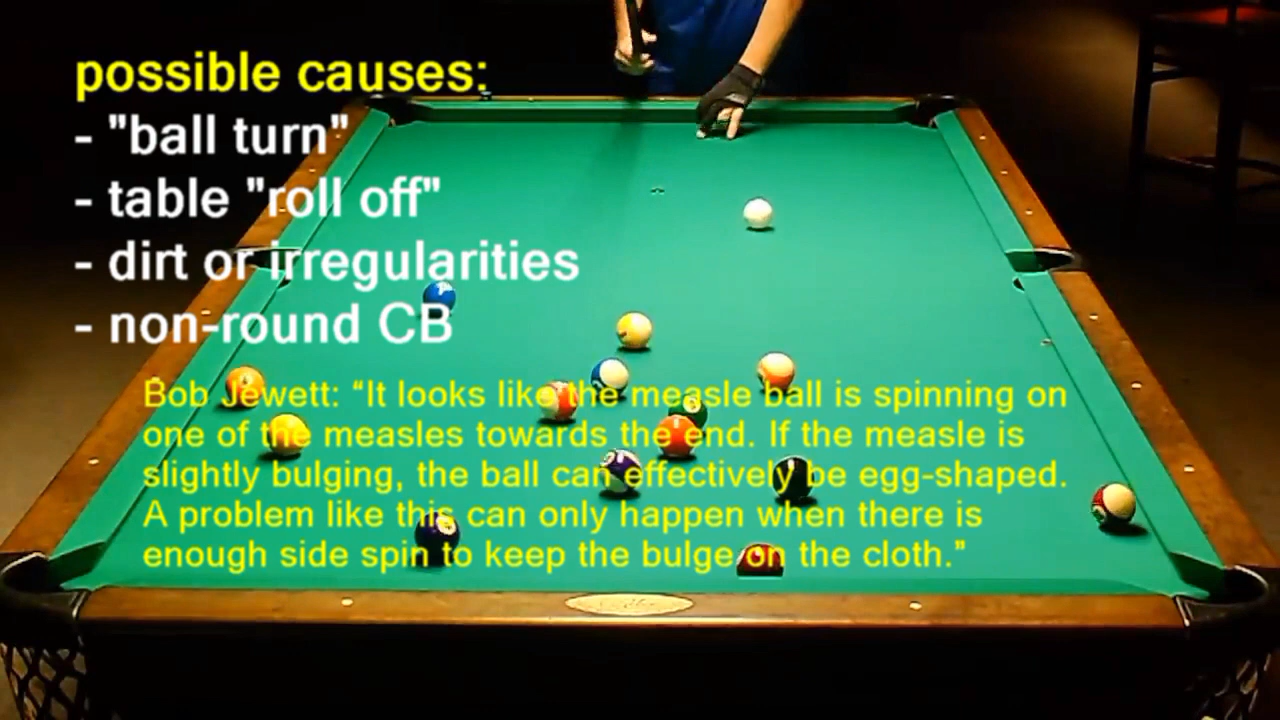 possible causes:
- "ball turn"
- table "roll off"
- dirt or irregularities
- non-round CB
Bob Jewett: “It looks like the measle ball is spinning on
one of the measles towards the end. If the measle is
slightly bulging, the ball can effectively be egg-shaped.
A problem like this can only happen when there is
enough side spin to keep the bulge on the cloth.”